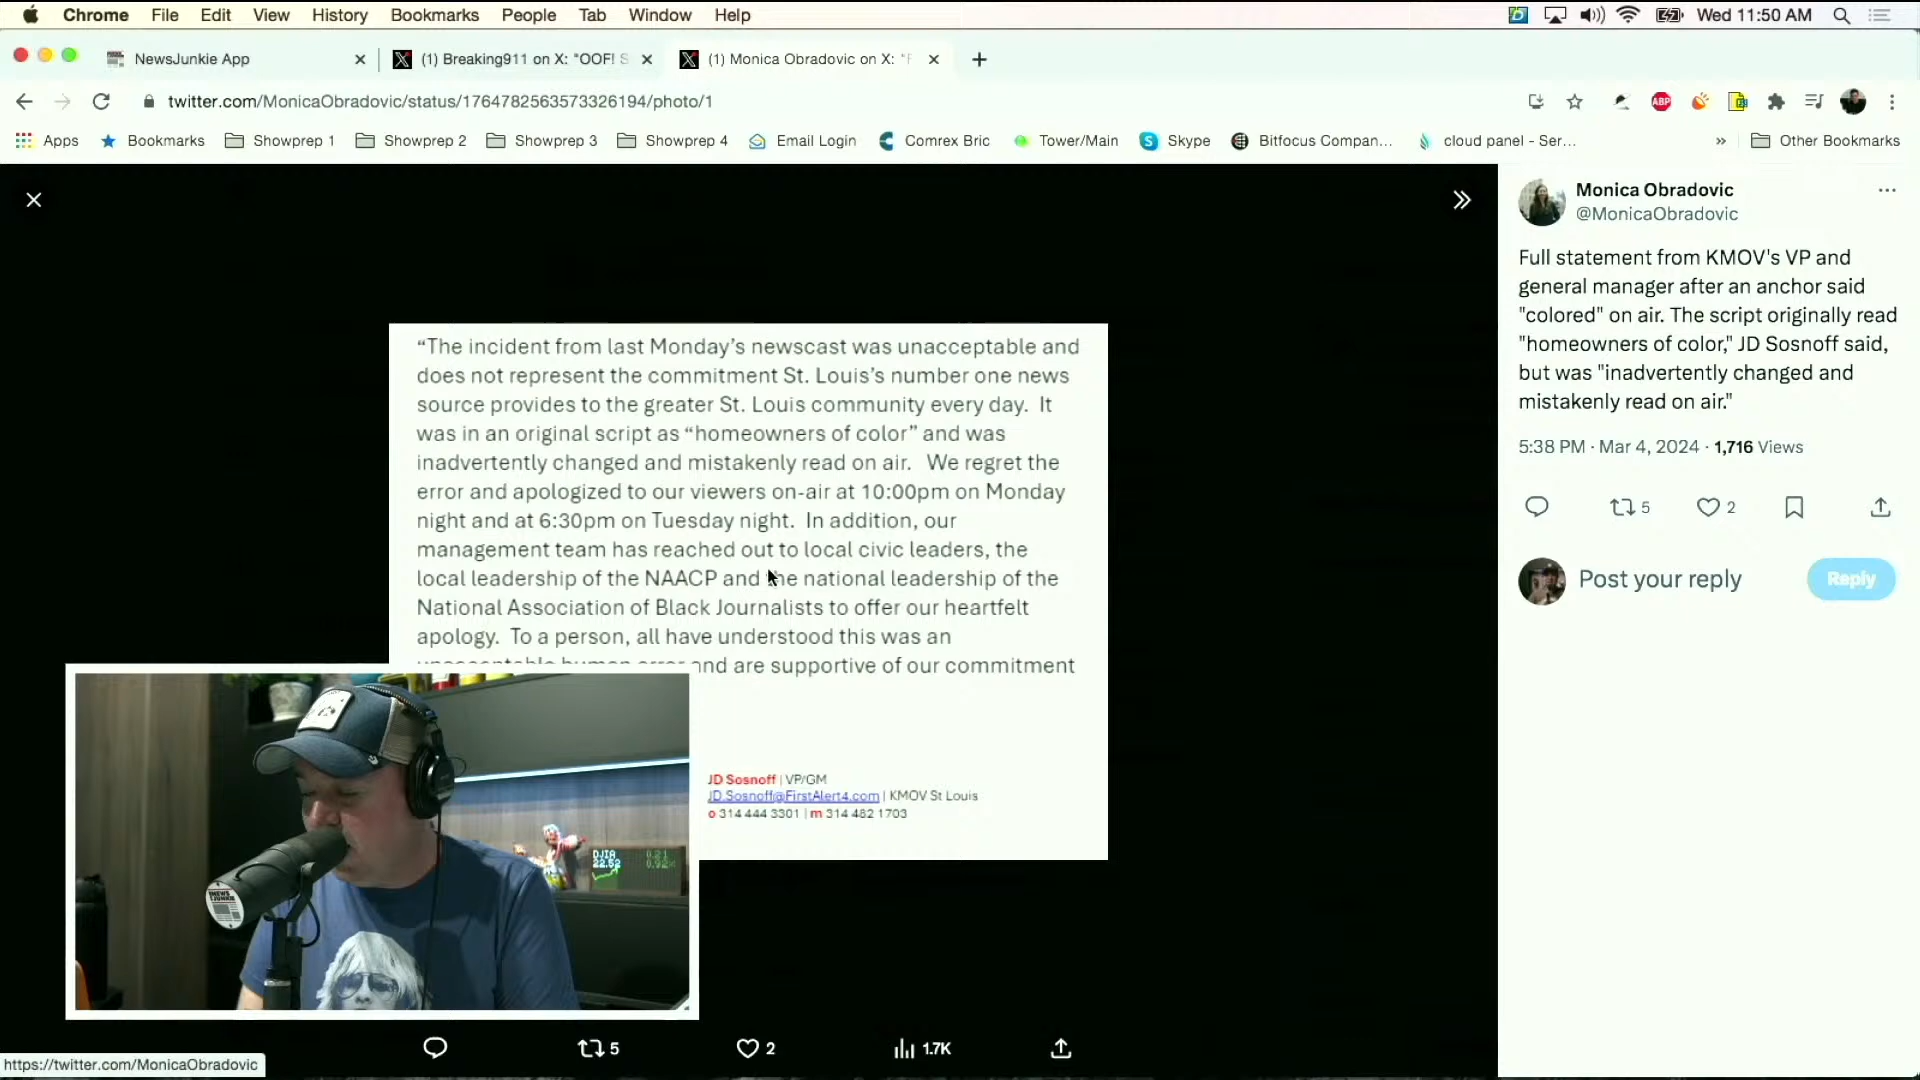 Chrome File Edit View History Bookmarks People Tab Window Help Wed 11:50 AM
NewsJunkie App (1) Breaking911 on X: "OOF! S (1) Monica Obradovic on X: "F
twitter.com/MonicaObradovic/status/1764782563573326194/photo/1 ABP
Apps Bookmarks Showprep 1 Showprep 2 Showprep 3 Showprep 4 Email Login Comrex Bric Tower/Main Skype Bitfocus Compan... cloud panel - Ser... » Other Bookmarks
“The incident from last Monday’s newscast was unacceptable and
does not represent the commitment St. Louis’s number one news
source provides to the greater St. Louis community every day. It
was in an original script as “homeowners of color” and was
inadvertently changed and mistakenly read on air. We regret the
error and apologized to our viewers on-air at 10:00pm on Monday
night and at 6:30pm on Tuesday night. In addition, our
management team has reached out to local civic leaders, the
local leadership of the NAACP and the national leadership of the
National Association of Black Journalists to offer our heartfelt
apology. To a person, all have understood this was an
unacceptable human error and are supportive of our commitment
JD Sosnoff | VP/GM
JD.Sosnoff@FirstAlert4.com | KMOV St Louis
o 314 444 3301 | m 314 482 1703
DJIA
22.52
5 2 1.7K
https://twitter.com/MonicaObradovic
Monica Obradovic
@MonicaObradovic
Full statement from KMOV's VP and
general manager after an anchor said
"colored" on air. The script originally read
"homeowners of color," JD Sosnoff said,
but was "inadvertently changed and
mistakenly read on air."
5:38 PM · Mar 4, 2024 · 1,716 Views
5 2
Post your reply Reply